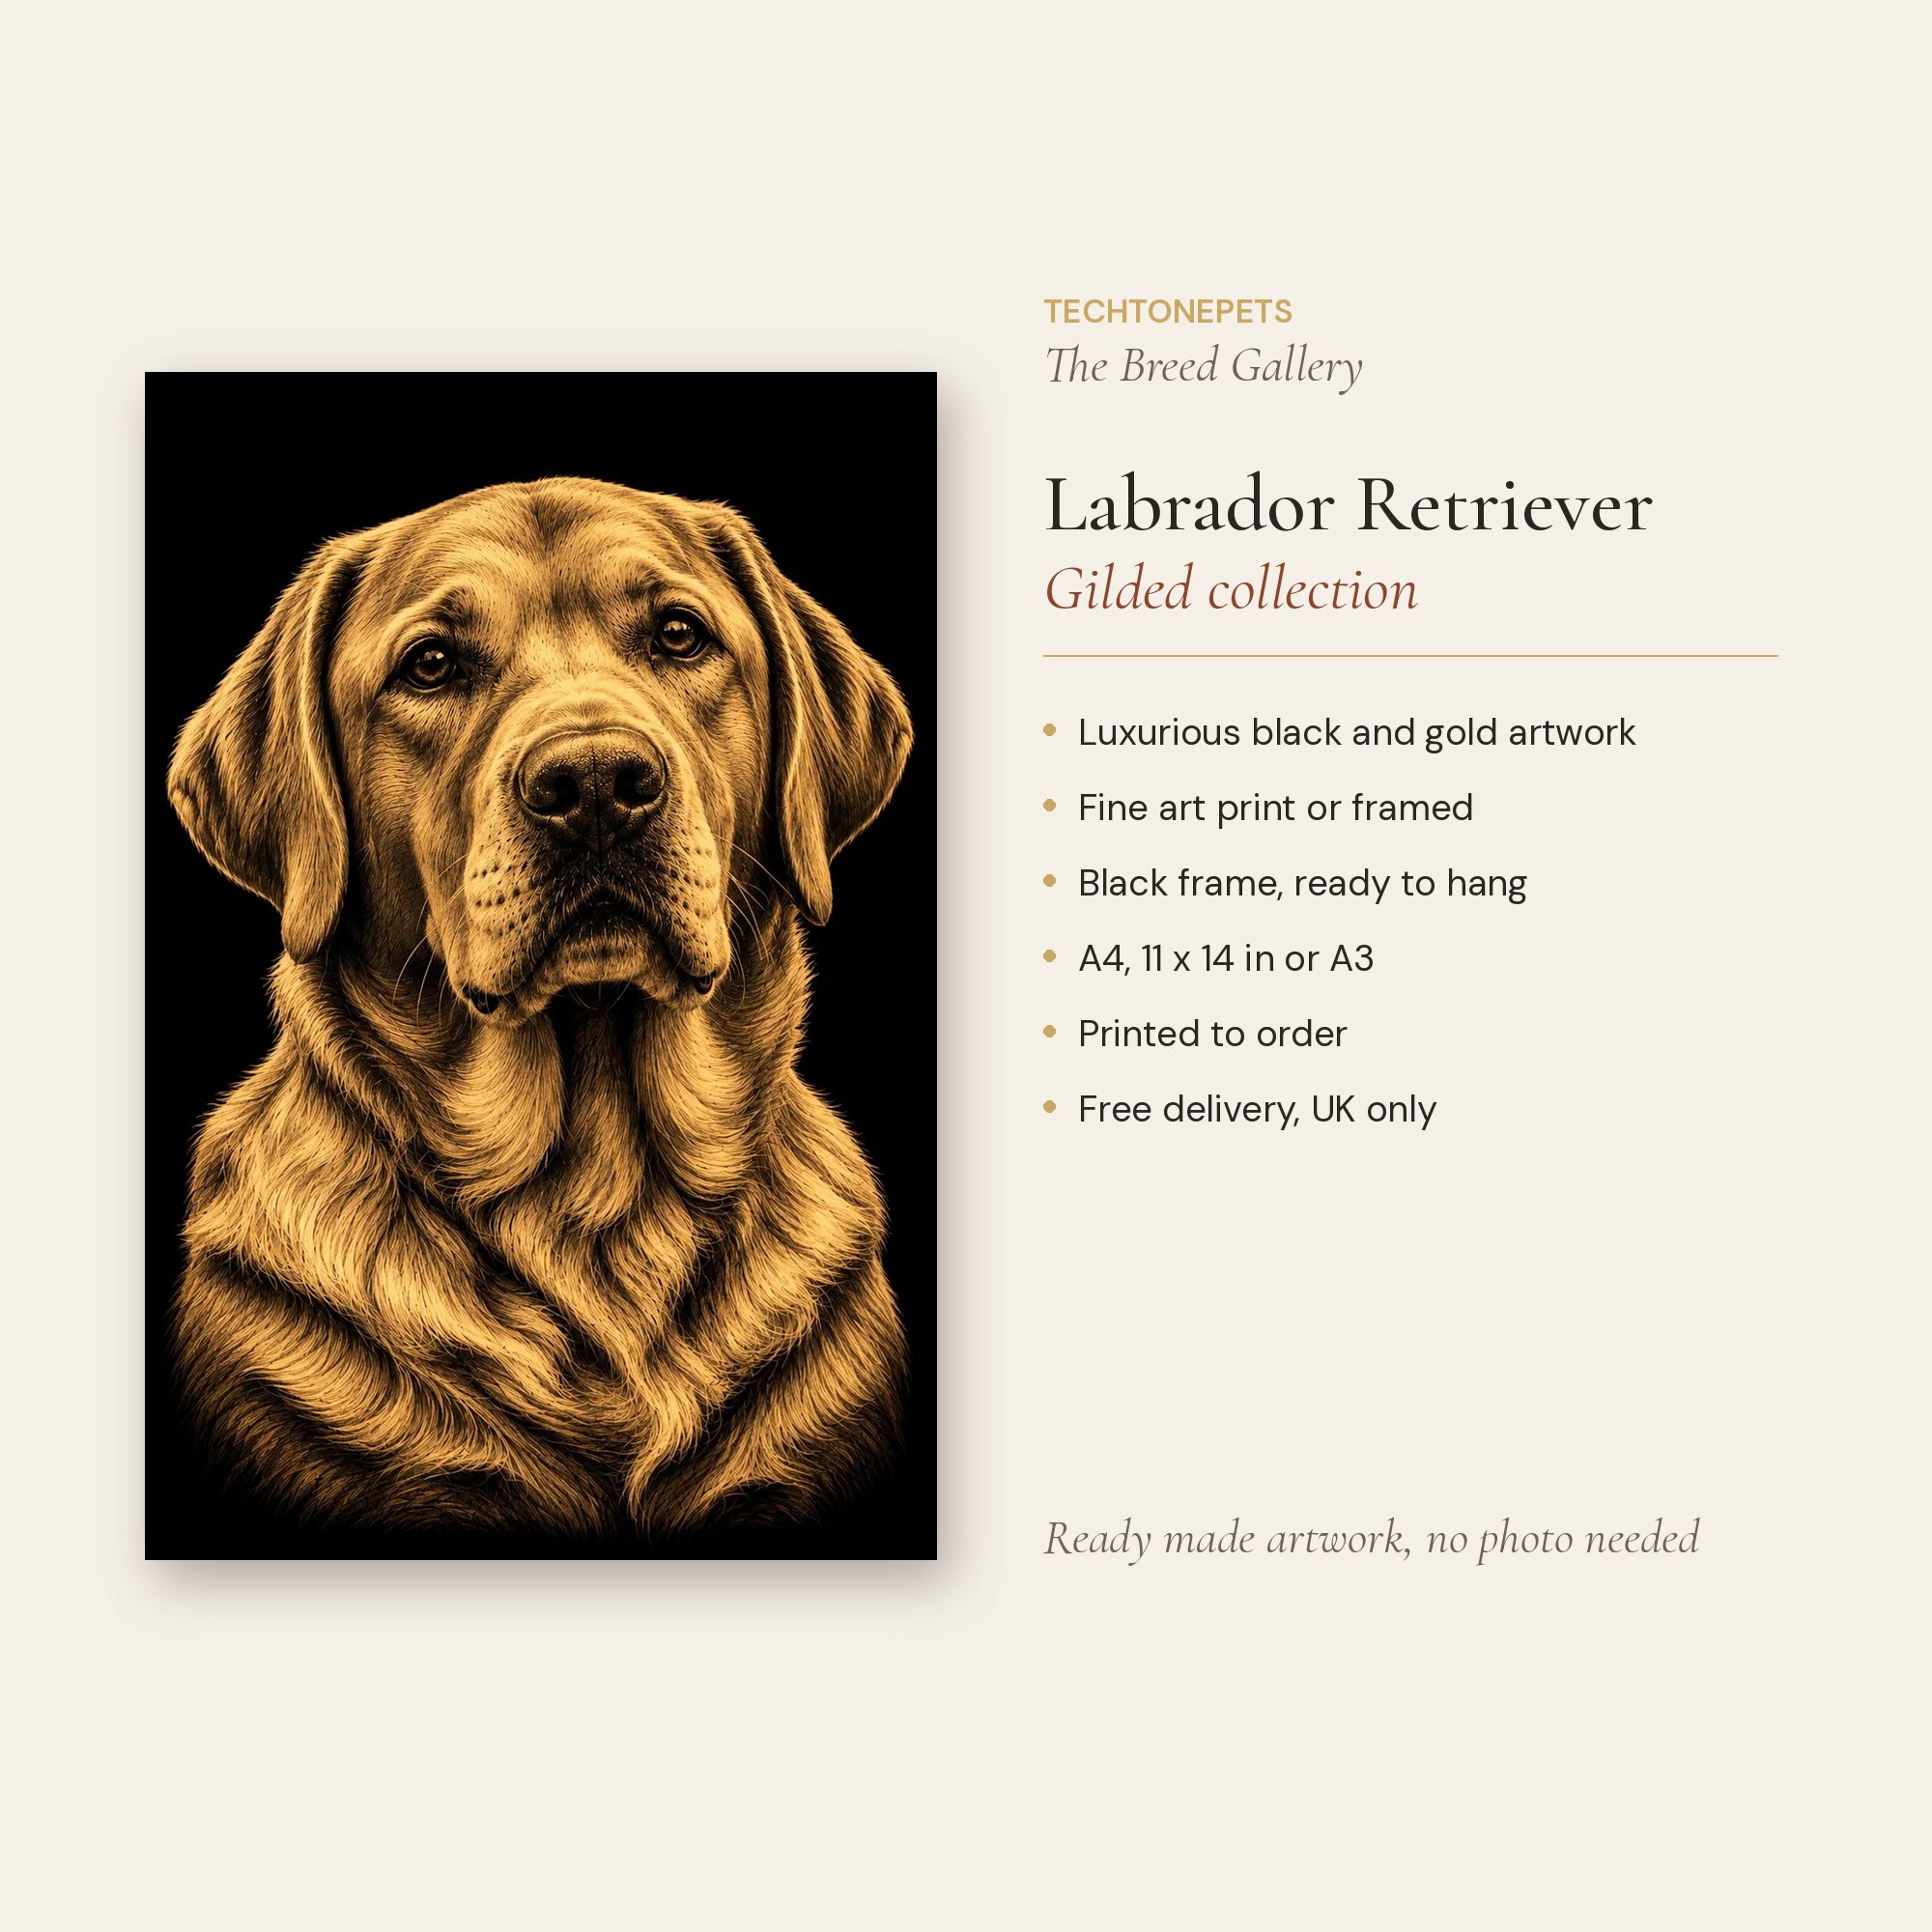 TECHTONEPETS
The Breed Gallery
Labrador Retriever
Gilded collection
Luxurious black and gold artwork
Fine art print or framed
Black frame, ready to hang
A4, 11 x 14 in or A3
Printed to order
Free delivery, UK only
Ready made artwork, no photo needed